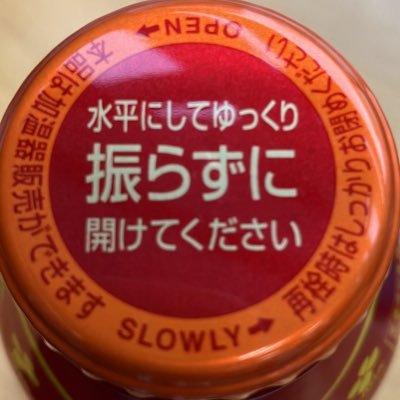 水平にしてゆっくり
振らずに
開けてください
OPEN
再栓時はしっかりお閉めください
SLOWLY
本品は加温器販売ができます